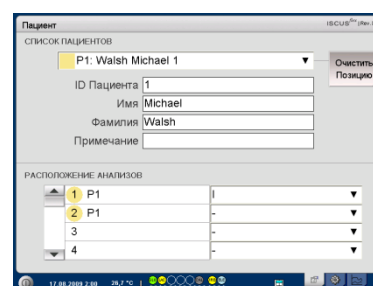 Пациент
ISCUS
СПИСОК ПАЦИЕНТОВ
P1: Walsh Michael 1
Очистить
Позицию
ID Пациента 1
Имя Michael
Фамилия Walsh
Примечание
РАСПОЛОЖЕНИЕ АНАЛИЗОВ
1 P1 I
2 P1 -
3 -
4 -
17.08.2009 2:00 28,7 °C